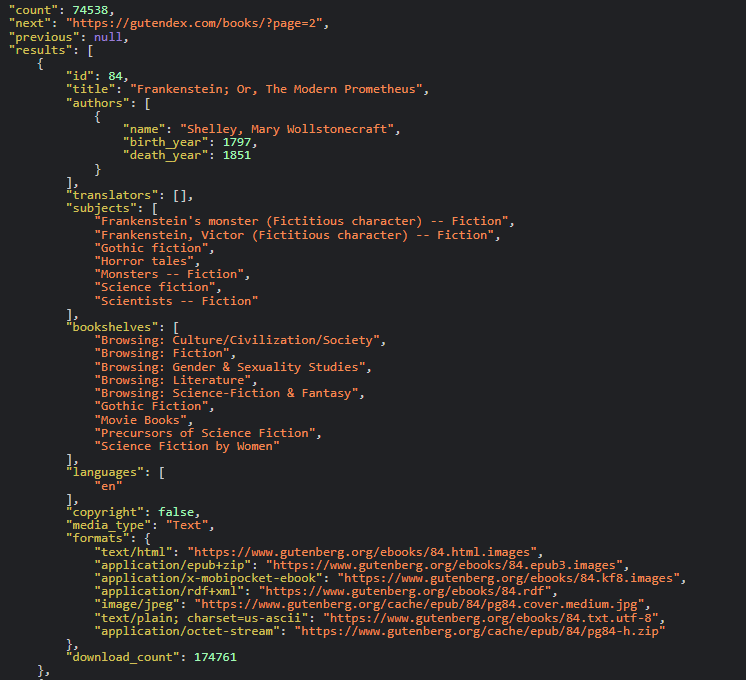 "count": 74538,
"next": "https://gutendex.com/books/?page=2",
"previous": null,
"results": [
    {
        "id": 84,
        "title": "Frankenstein; Or, The Modern Prometheus",
        "authors": [
            {
                "name": "Shelley, Mary Wollstonecraft",
                "birth_year": 1797,
                "death_year": 1851
            }
        ],
        "translators": [],
        "subjects": [
            "Frankenstein's monster (Fictitious character) -- Fiction",
            "Frankenstein, Victor (Fictitious character) -- Fiction",
            "Gothic fiction",
            "Horror tales",
            "Monsters -- Fiction",
            "Science fiction",
            "Scientists -- Fiction"
        ],
        "bookshelves": [
            "Browsing: Culture/Civilization/Society",
            "Browsing: Fiction",
            "Browsing: Gender & Sexuality Studies",
            "Browsing: Literature",
            "Browsing: Science-Fiction & Fantasy",
            "Gothic Fiction",
            "Movie Books",
            "Precursors of Science Fiction",
            "Science Fiction by Women"
        ],
        "languages": [
            "en"
        ],
        "copyright": false,
        "media_type": "Text",
        "formats": {
            "text/html": "https://www.gutenberg.org/ebooks/84.html.images",
            "application/epub+zip": "https://www.gutenberg.org/ebooks/84.epub3.images",
            "application/x-mobipocket-ebook": "https://www.gutenberg.org/ebooks/84.kf8.images",
            "application/rdf+xml": "https://www.gutenberg.org/ebooks/84.rdf",
            "image/jpeg": "https://www.gutenberg.org/cache/epub/84/pg84.cover.medium.jpg",
            "text/plain; charset=us-ascii": "https://www.gutenberg.org/ebooks/84.txt.utf-8",
            "application/octet-stream": "https://www.gutenberg.org/cache/epub/84/pg84-h.zip"
        },
        "download_count": 174761
    },